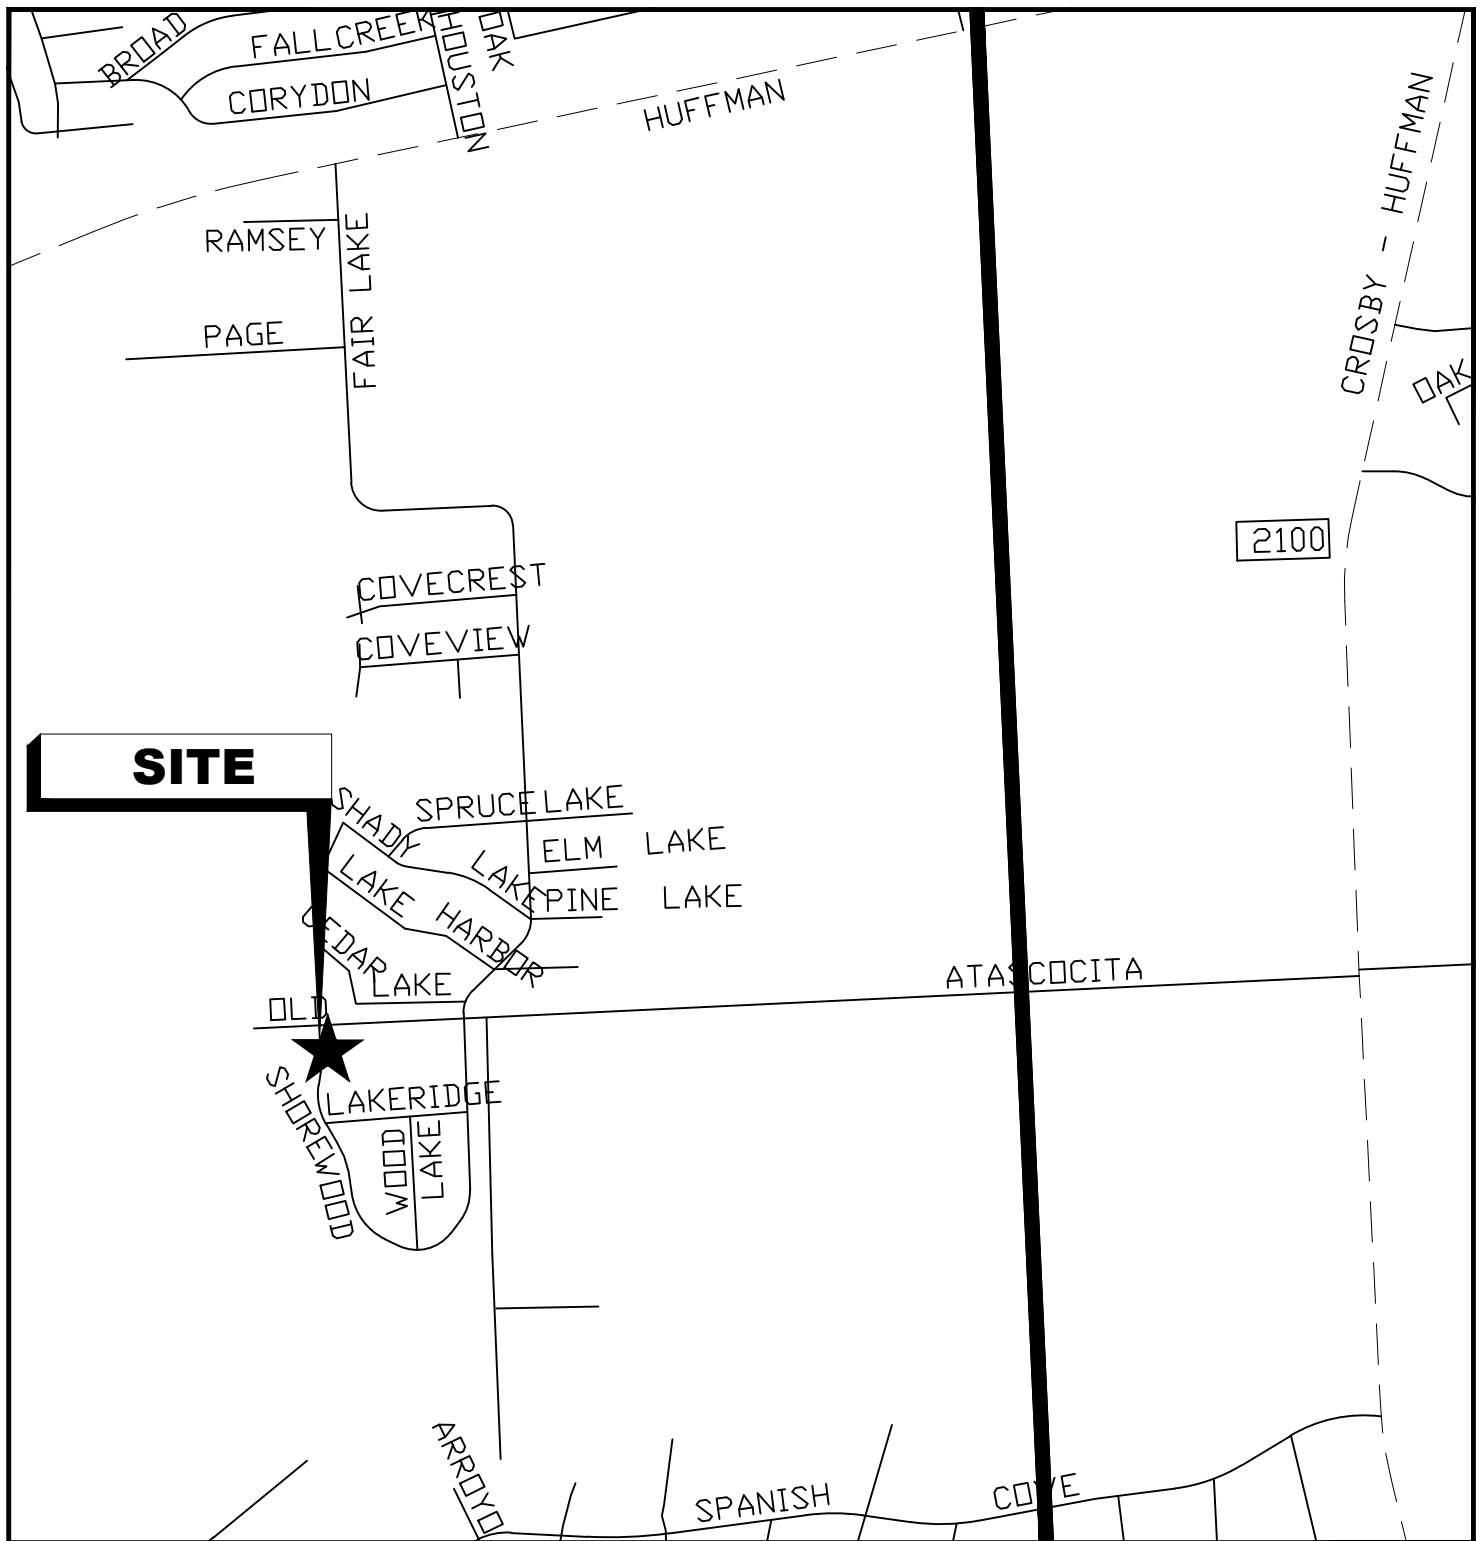 BROAD
FALLCREEK
HOUSTON
OAK
CORYDON
HUFFMAN
CROSBY - HUFFMAN
RAMSEY
FAIR LAKE
PAGE
OAK
2100
COVECREST
COVEVIEW
SITE
SHADY LAKE
SPRUCE LAKE
ELM LAKE
LAKE HARBOR
PINE LAKE
CEDAR LAKE
OLD ATASCOCITA
SHOREWOOD
LAKERIDGE
WOOD
LAKE
ARROYO
SPANISH COVE